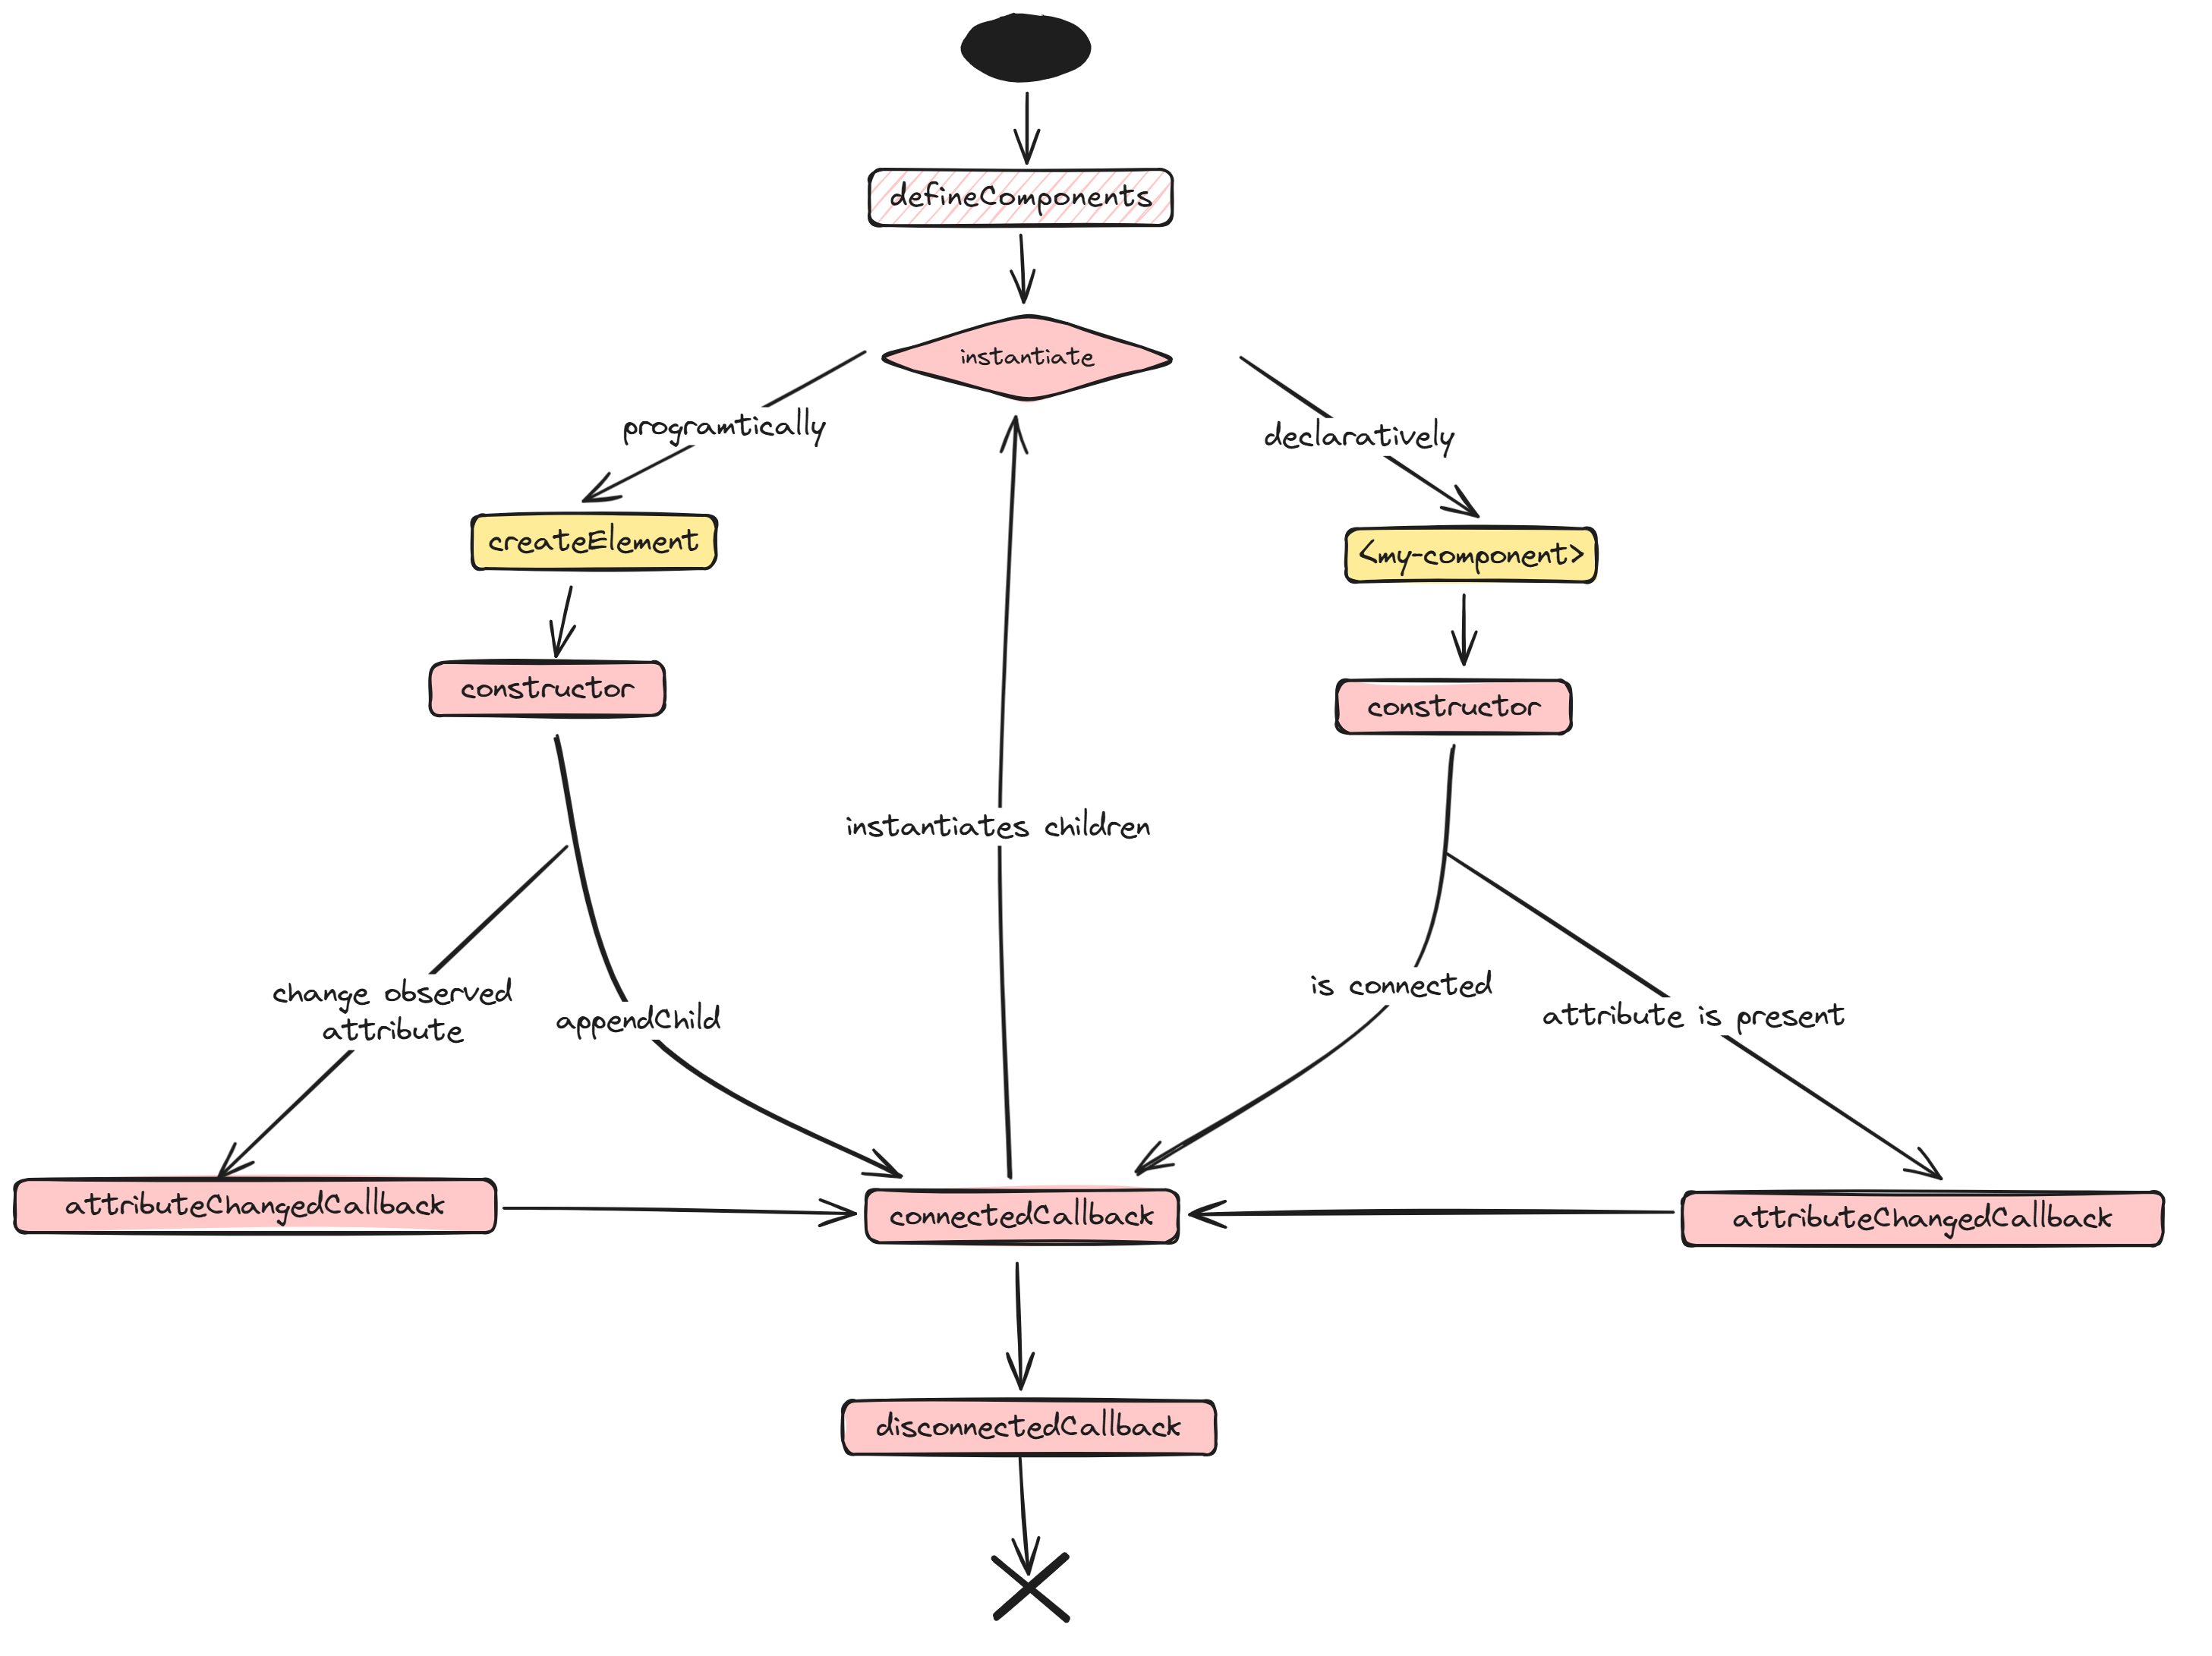 defineComponents
instantiate
programtically
declaratively
createElement
<my-component>
constructor
constructor
instantiates children
change observed
attribute
appendChild
is connected
attribute is present
attributeChangedCallback
connectedCallback
attributeChangedCallback
disconnectedCallback